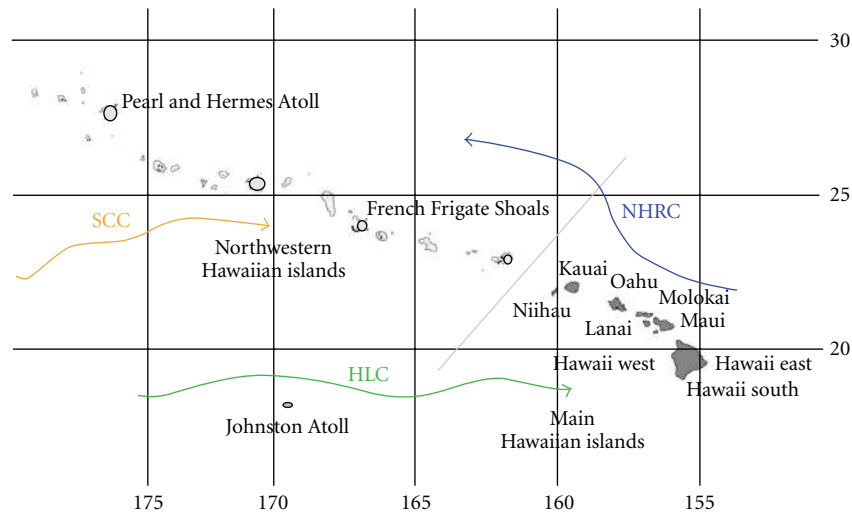 30
Pearl and Hermes Atoll
25
SCC
French Frigate Shoals
NHRC
Northwestern
Hawaiian islands
Kauai
Oahu
Niihau
Molokai
Lanai
Maui
20
Hawaii west
Hawaii east
HLC
Hawaii south
Johnston Atoll
Main
Hawaiian islands
175
170
165
160
155